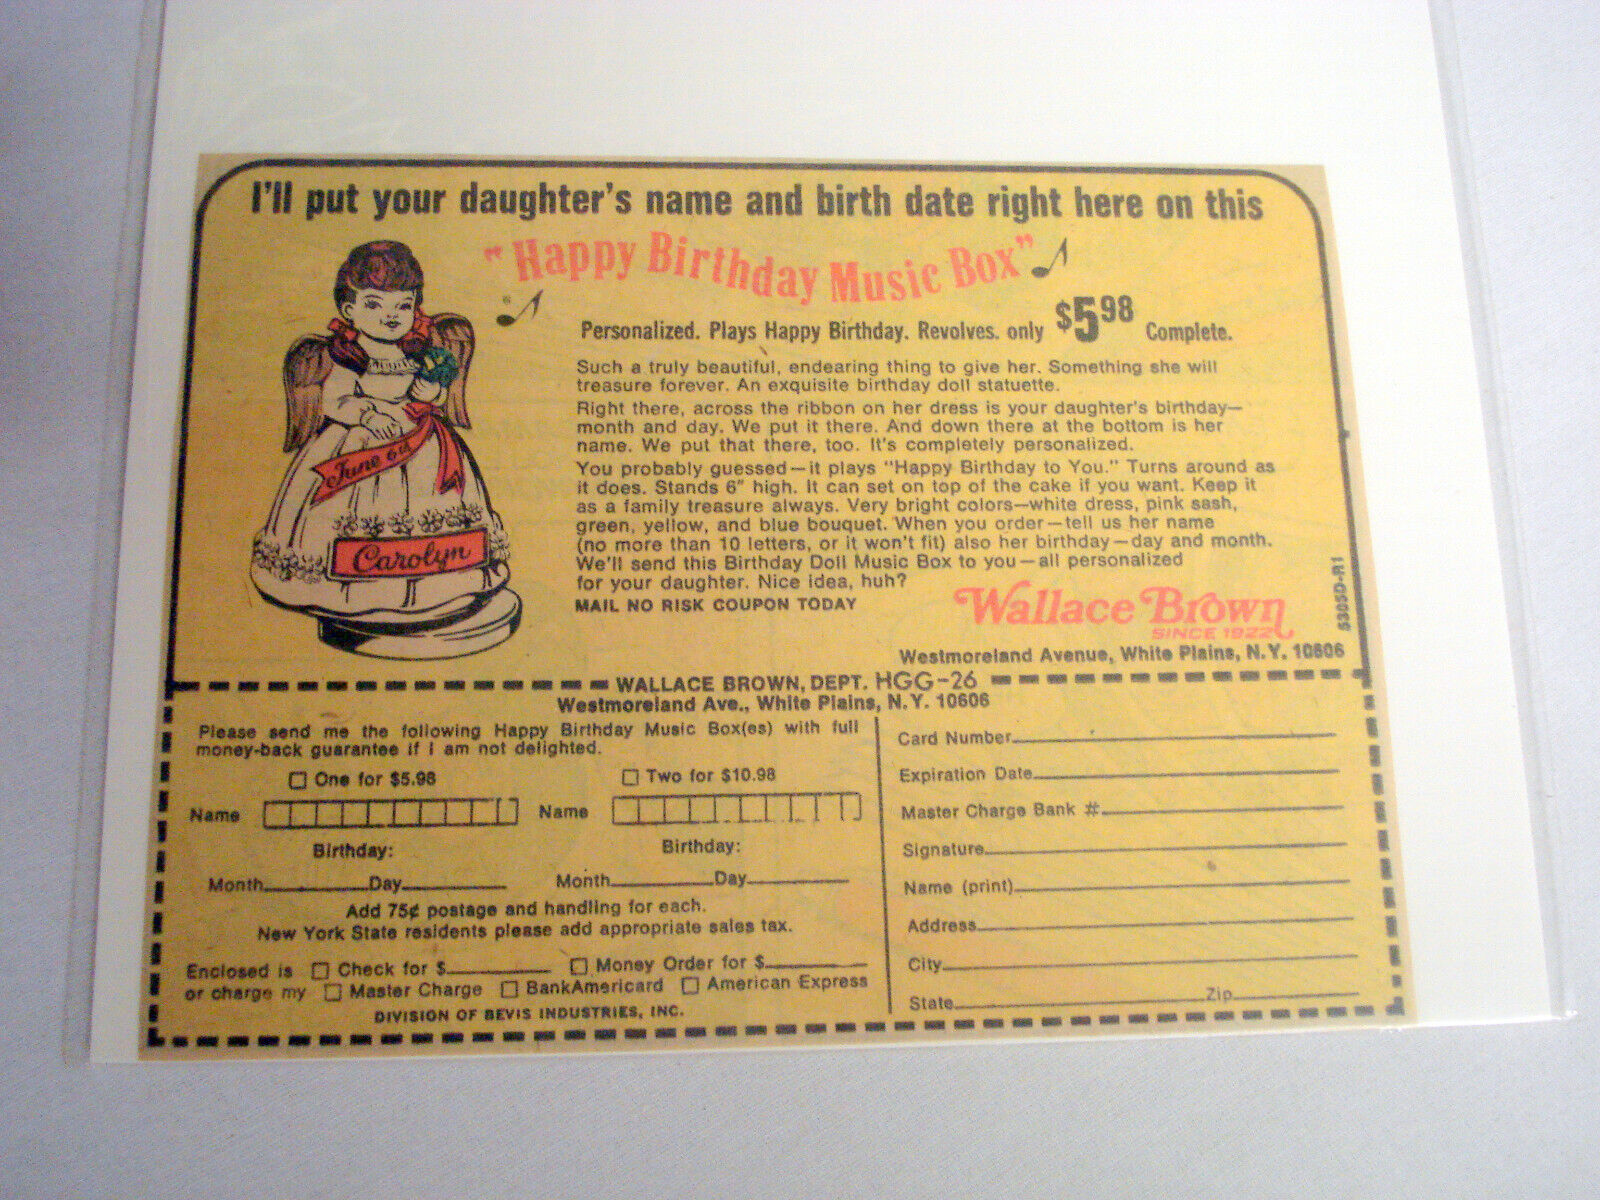 I'll put your daughter's name and birth date right here on this
"Happy Birthday Music Box"
Personalized. Plays Happy Birthday. Revolves. only $5.98 Complete.
Such a truly beautiful, endearing thing to give her. Something she will
treasure forever. An exquisite birthday doll statuette.
Right there, across the ribbon on her dress is your daughter's birthday—
month and day. We put it there. And down there at the bottom is her
name. We put that there, too. It's completely personalized.
You probably guessed—it plays "Happy Birthday to You." Turns around as
it does. Stands 6" high. It can set on top of the cake if you want. Keep it
as a family treasure always. Very bright colors—white dress, pink sash,
green, yellow, and blue bouquet. When you order—tell us her name
(no more than 10 letters, or it won't fit) also her birthday—day and month.
We'll send this Birthday Doll Music Box to you—all personalized
for your daughter. Nice idea, huh?
MAIL NO RISK COUPON TODAY
June 6th
Carolyn
Wallace Brown
SINCE 1922
Westmoreland Avenue, White Plains, N.Y. 10606
5305D-R1
WALLACE BROWN, DEPT. HGG-26
Westmoreland Ave., White Plains, N.Y. 10606
Please send me the following Happy Birthday Music Box(es) with full
money-back guarantee if I am not delighted.
One for $5.98 Two for $10.98
Name Name
Birthday: Birthday:
Month Day Month Day
Add 75¢ postage and handling for each.
New York State residents please add appropriate sales tax.
Enclosed is Check for $ Money Order for $
or charge my Master Charge BankAmericard American Express
DIVISION OF BEVIS INDUSTRIES, INC.
Card Number
Expiration Date
Master Charge Bank #
Signature
Name (print)
Address
City
State Zip